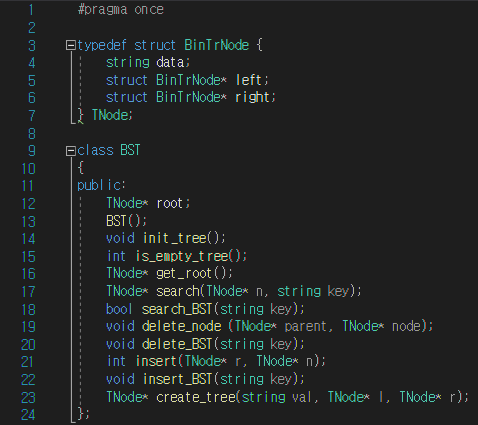 1 #pragma once
2
3 typedef struct BinTrNode {
4 string data;
5 struct BinTrNode* left;
6 struct BinTrNode* right;
7 } TNode;
8
9 class BST
10 {
11 public:
12 TNode* root;
13 BST();
14 void init_tree();
15 int is_empty_tree();
16 TNode* get_root();
17 TNode* search(TNode* n, string key);
18 bool search_BST(string key);
19 void delete_node (TNode* parent, TNode* node);
20 void delete_BST(string key);
21 int insert(TNode* r, TNode* n);
22 void insert_BST(string key);
23 TNode* create_tree(string val, TNode* l, TNode* r);
24 };